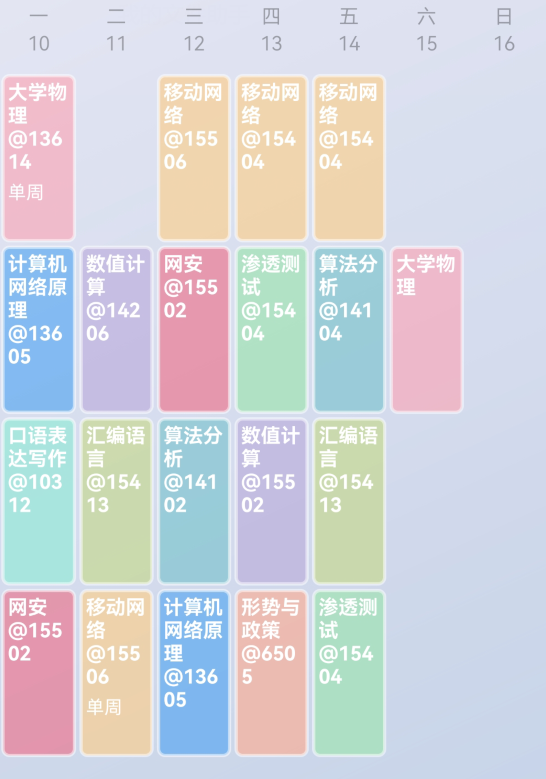 一 二 三 四 五 六 日
10 11 12 13 14 15 16
大学物
理
@136
14
单周
移动网
络
@155
06
移动网
络
@154
04
移动网
络
@154
04
计算机
网络原
理
@136
05
数值计
算
@142
06
网安
@155
02
渗透测
试
@154
04
算法分
析
@141
04
大学物
理
口语表
达写作
@103
12
汇编语
言
@154
13
算法分
析
@141
02
数值计
算
@155
02
汇编语
言
@154
13
网安
@155
02
移动网
络
@155
06
单周
计算机
网络原
理
@136
05
形势与
政策
@650
5
渗透测
试
@154
04